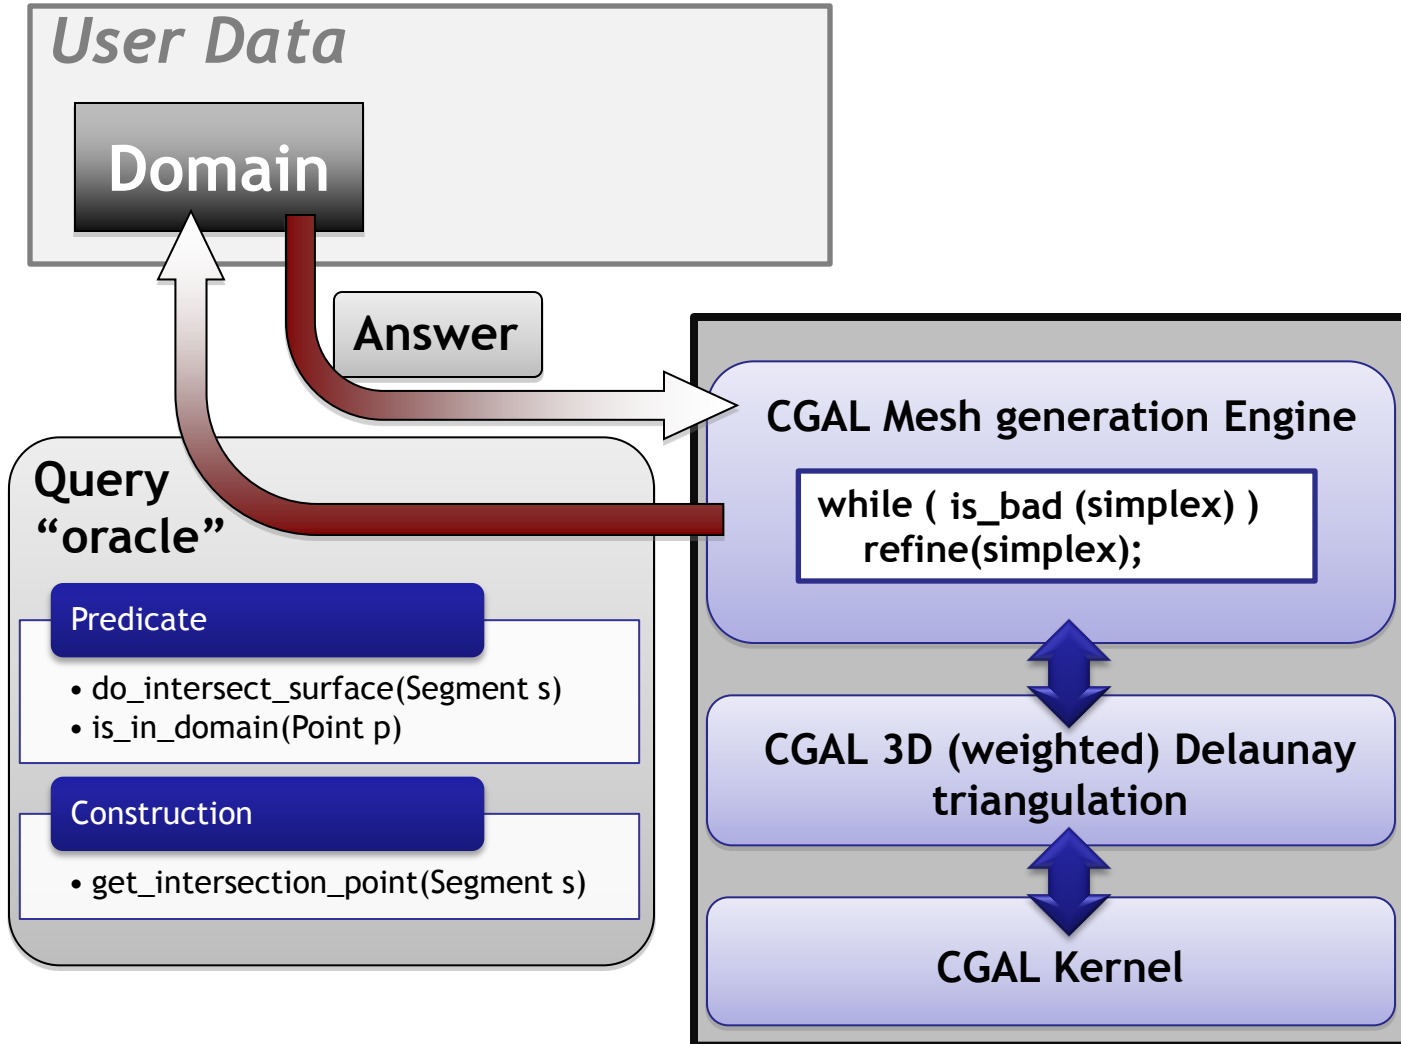 User Data
Domain
Answer
Query
“oracle”
Predicate
• do_intersect_surface(Segment s)
• is_in_domain(Point p)
Construction
• get_intersection_point(Segment s)
CGAL Mesh generation Engine
while ( is_bad (simplex) )
refine(simplex);
CGAL 3D (weighted) Delaunay
triangulation
CGAL Kernel